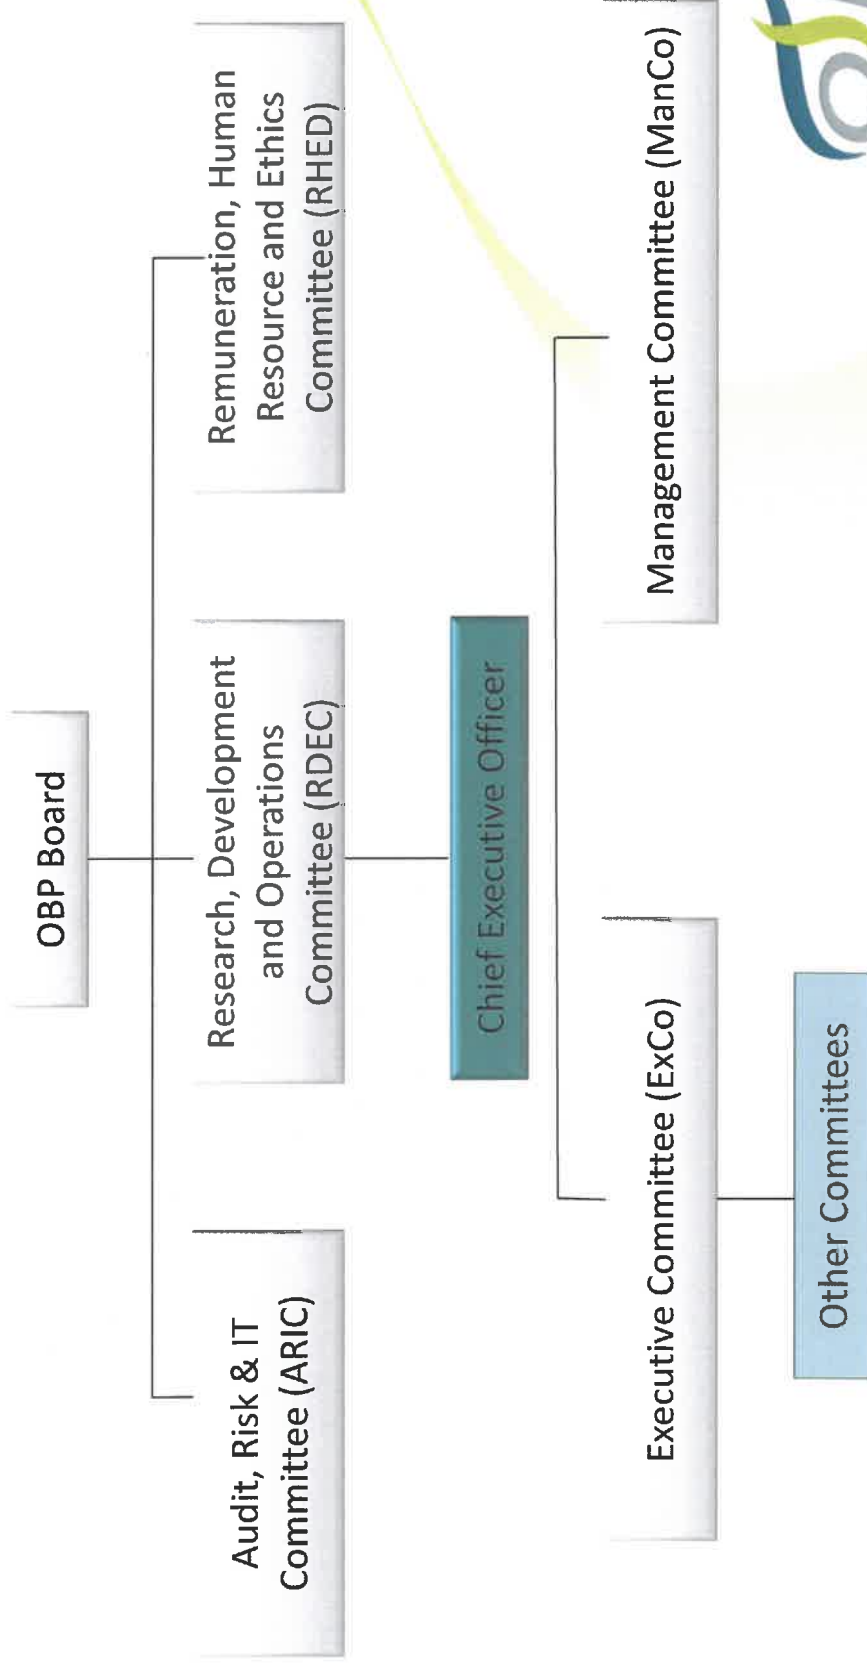 OBP Board
Audit, Risk & IT
Committee (ARIC)
Research, Development
and Operations
Committee (RDEC)
Remuneration, Human
Resource and Ethics
Committee (RHED)
Chief Executive Officer
Executive Committee (ExCo)
Management Committee (ManCo)
Other Committees